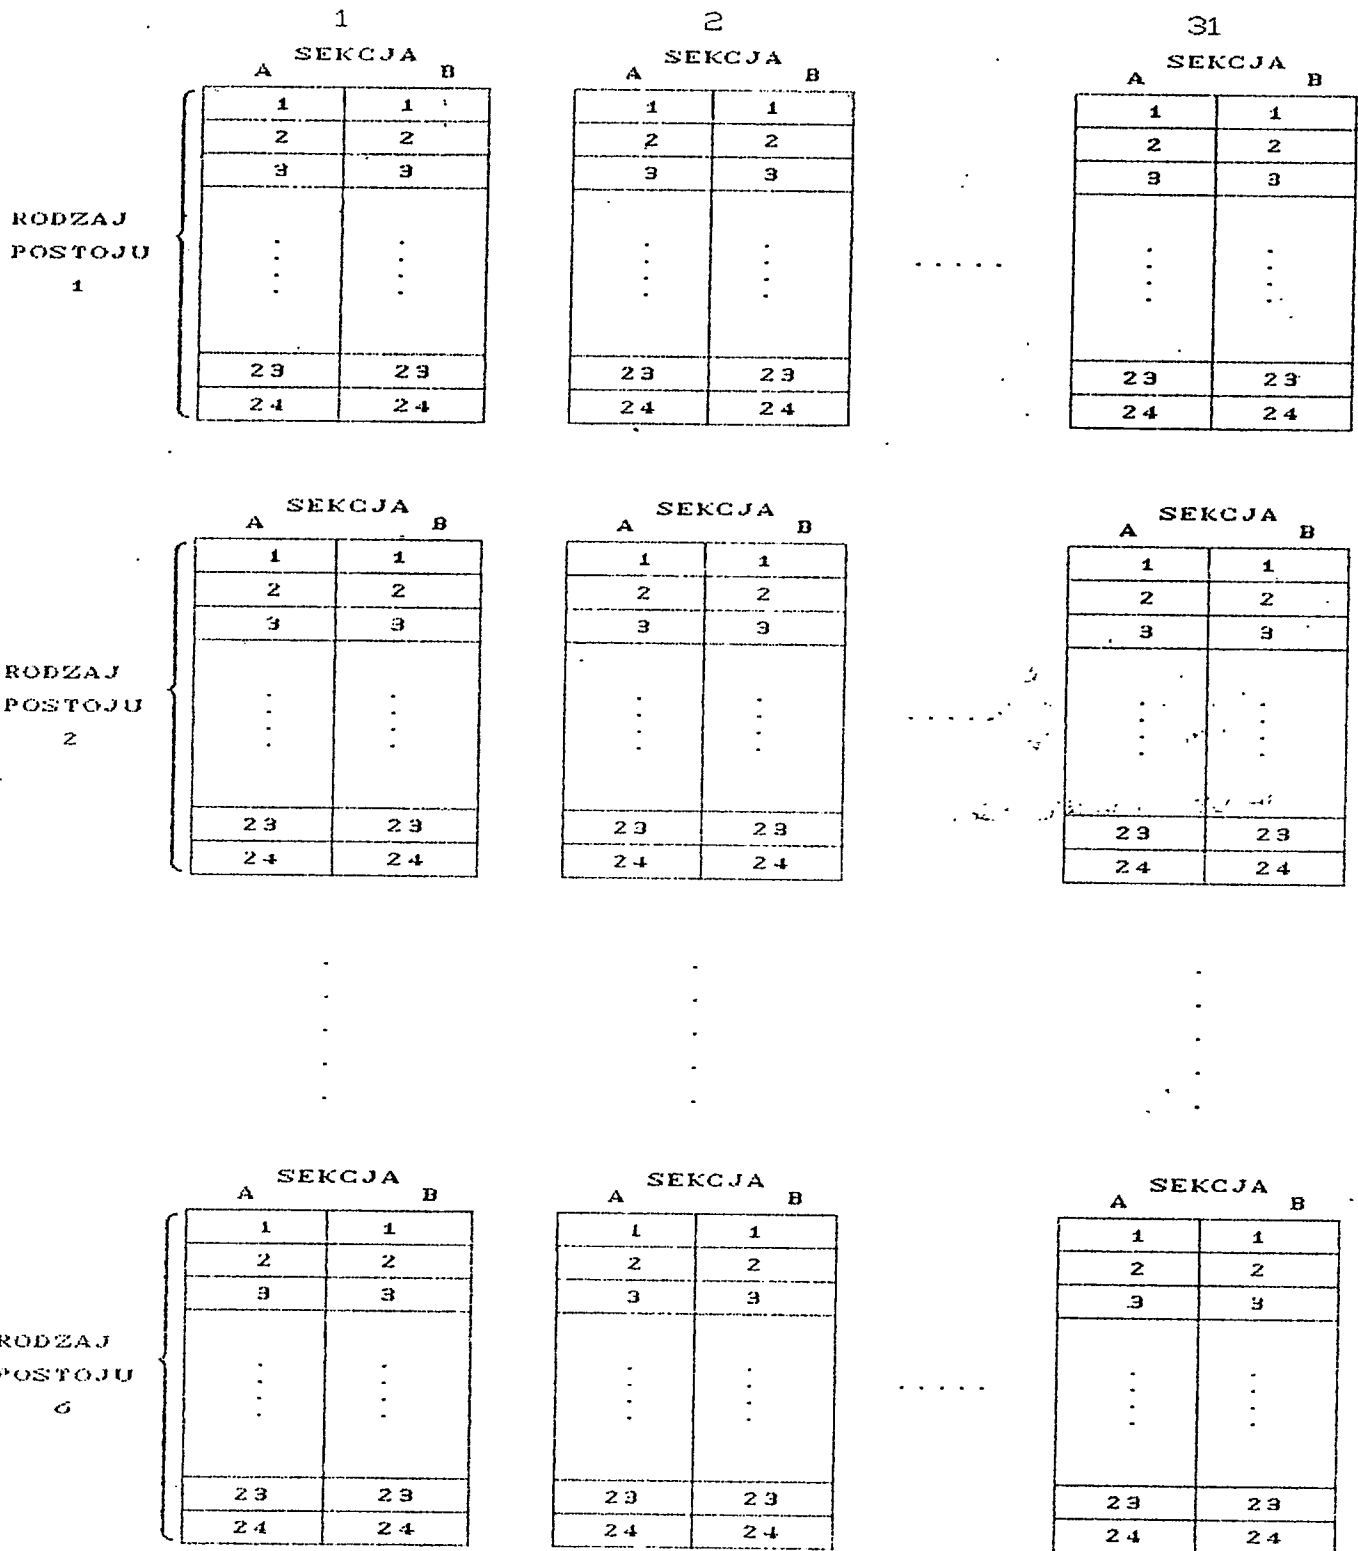 1 2 31
SEKCJA SEKCJA SEKCJA
A B A B A B
1 1 1 1 1 1
2 2 2 2 2 2
3 3 3 3 3 3
RODZAJ
POSTOJU
1
. . . . .
23 23 23 23 23 23
24 24 24 24 24 24
SEKCJA SEKCJA SEKCJA
A B A B A B
1 1 1 1 1 1
2 2 2 2 2 2
3 3 3 3 3 3
RODZAJ
POSTOJU
2
. . . . .
23 23 23 23 23 23
24 24 24 24 24 24
SEKCJA SEKCJA SEKCJA
A B A B A B
1 1 1 1 1 1
2 2 2 2 2 2
3 3 3 3 3 3
RODZAJ
POSTOJU
6
. . . . .
23 23 23 23 23 23
24 24 24 24 24 24